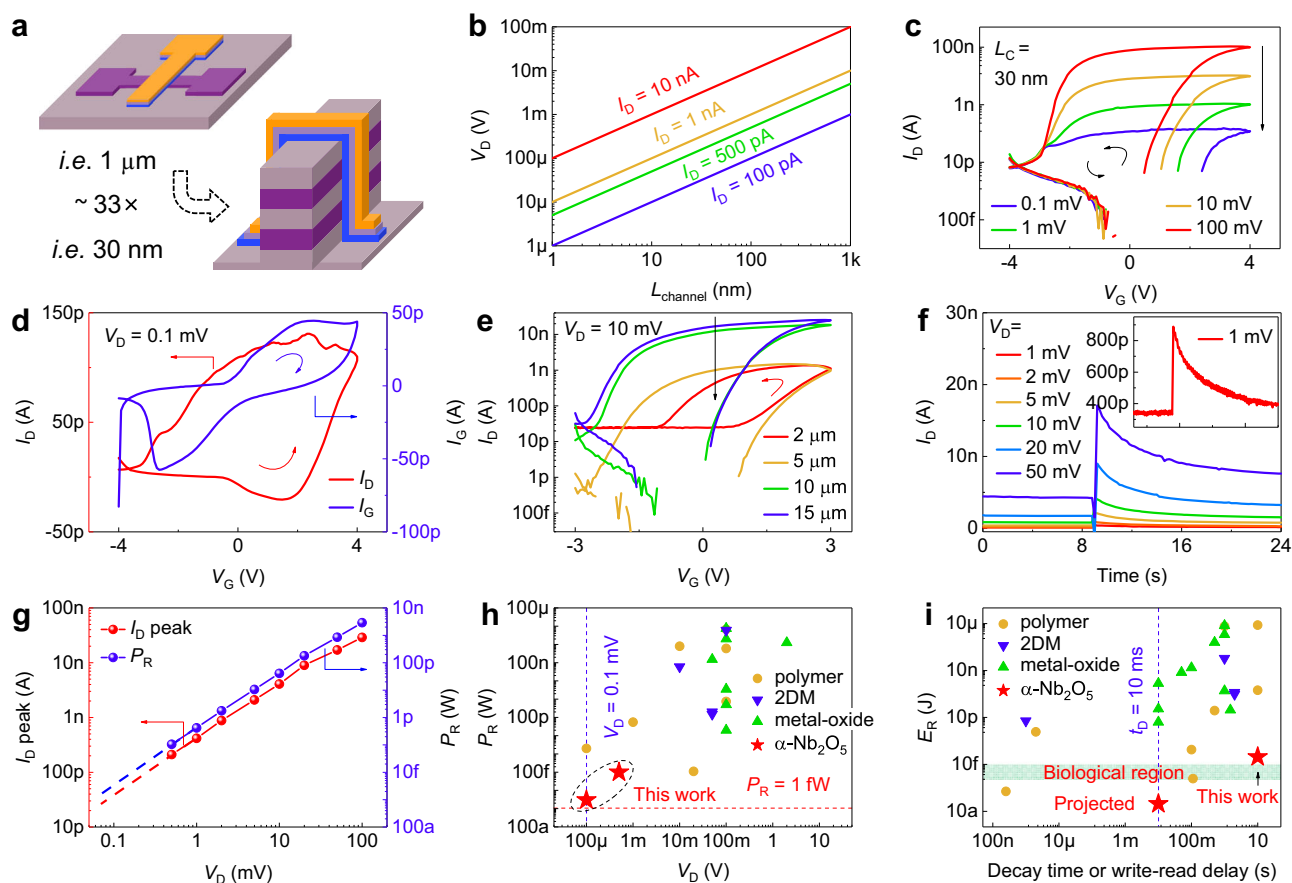 a
i.e. 1 μm
~ 33×
i.e. 30 nm
b
100m
10m
1m
100μ
10μ
1μ
V_D (V)
I_D = 10 nA
I_D = 1 nA
I_D = 500 pA
I_D = 100 pA
1
10
100
1k
L_channel (nm)
c
100n
1n
10p
100f
I_D (A)
L_C =
30 nm
0.1 mV
1 mV
10 mV
100 mV
-4
0
4
V_G (V)
d
150p
50p
-50p
I_D (A)
V_D = 0.1 mV
50p
0
-50p
-100p
I_D
I_G
-4
0
4
V_G (V)
e
I_G (A)
I_D (A)
10n
1n
100p
10p
1p
100f
V_D = 10 mV
2 μm
5 μm
10 μm
15 μm
-3
0
3
V_G (V)
f
30n
15n
0
I_D (A)
V_D=
1 mV
2 mV
5 mV
10 mV
20 mV
50 mV
800p
600p
400p
1 mV
0
8
16
24
Time (s)
g
100n
10n
1n
100p
10p
I_D peak (A)
I_D peak
P_R
10n
100p
1p
10f
100a
P_R (W)
0.1
1
10
100
V_D (mV)
h
100μ
100n
100p
100f
100a
P_R (W)
V_D = 0.1 mV
polymer
2DM
metal-oxide
α-Nb₂O₅
This work
P_R = 1 fW
100μ
1m
10m
100m
1
10
V_D (V)
i
10μ
10n
10p
10f
10a
E_R (J)
polymer
2DM
metal-oxide
α-Nb₂O₅
t_D = 10 ms
Biological region
Projected
This work
100n
10μ
1m
100m
10
Decay time or write-read delay (s)